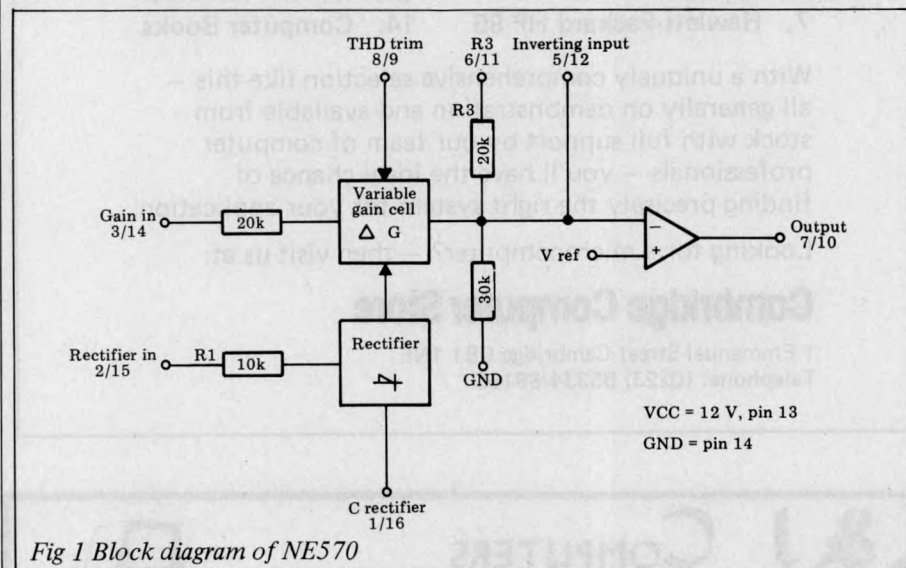 7, Hewlett-Packard HP 85 14, Computer Books
With a uniquely comprehensive selection like this –
all generally on demonstration and available from
stock with full support by our team of computer
professionals – you'll have the ideal chance of
finding precisely the right system for your application
Looking for a microcomputer? – then visit us at:
Cambridge Computer Store
1 Emmanuel Street Cambridge CB1 1NE
Telephone: (0223)
THD trim
8/9
R3
6/11
Inverting input
5/12
R3
20k
Variable
gain cell
△ G
Gain in
3/14
20k
−
+
V ref
Output
7/10
30k
Rectifier
Rectifier in
2/15
R1
10k
GND
VCC = 12 V, pin 13
GND = pin 14
C rectifier
1/16
Fig 1 Block diagram of NE570
COMPUTERS